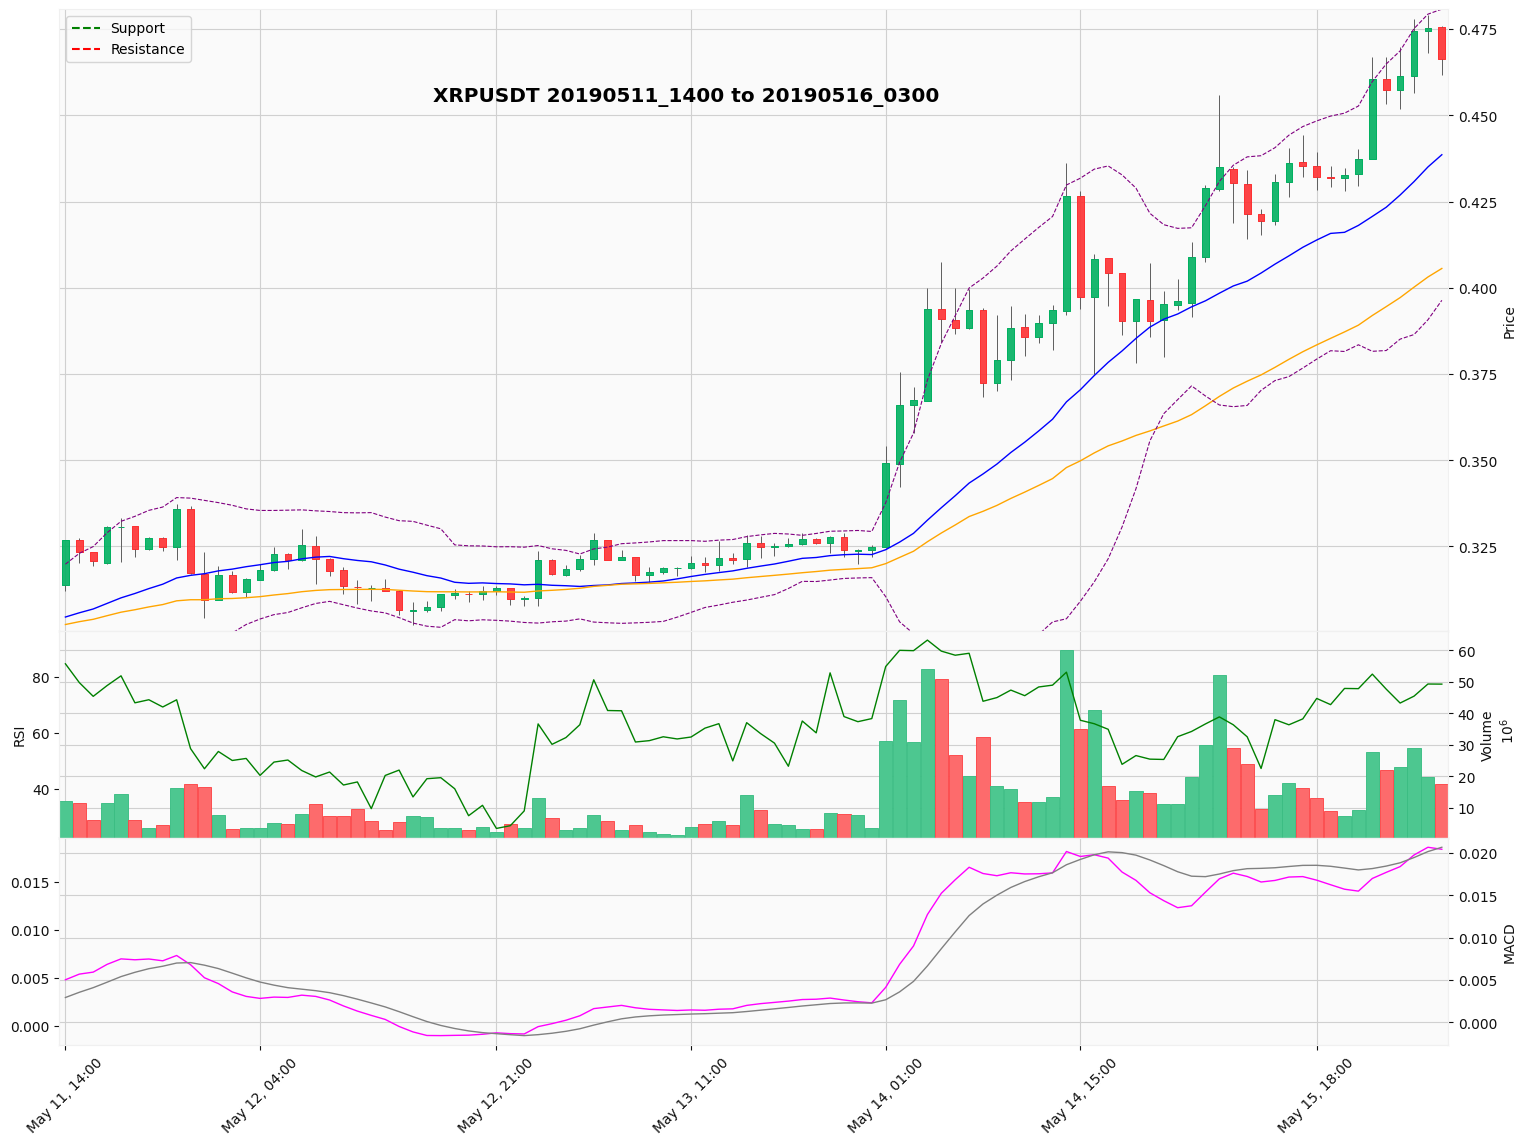 Support
Resistance
XRPUSDT 20190511_1400 to 20190516_0300
0.475
0.450
0.425
0.400
0.375
0.350
0.325
Price
80
60
40
RSI
60
50
40
30
20
10
Volume
10^6
0.015
0.010
0.005
0.000
0.020
0.015
0.010
0.005
0.000
MACD
May 11, 14:00
May 12, 04:00
May 12, 21:00
May 13, 11:00
May 14, 01:00
May 14, 15:00
May 15, 18:00